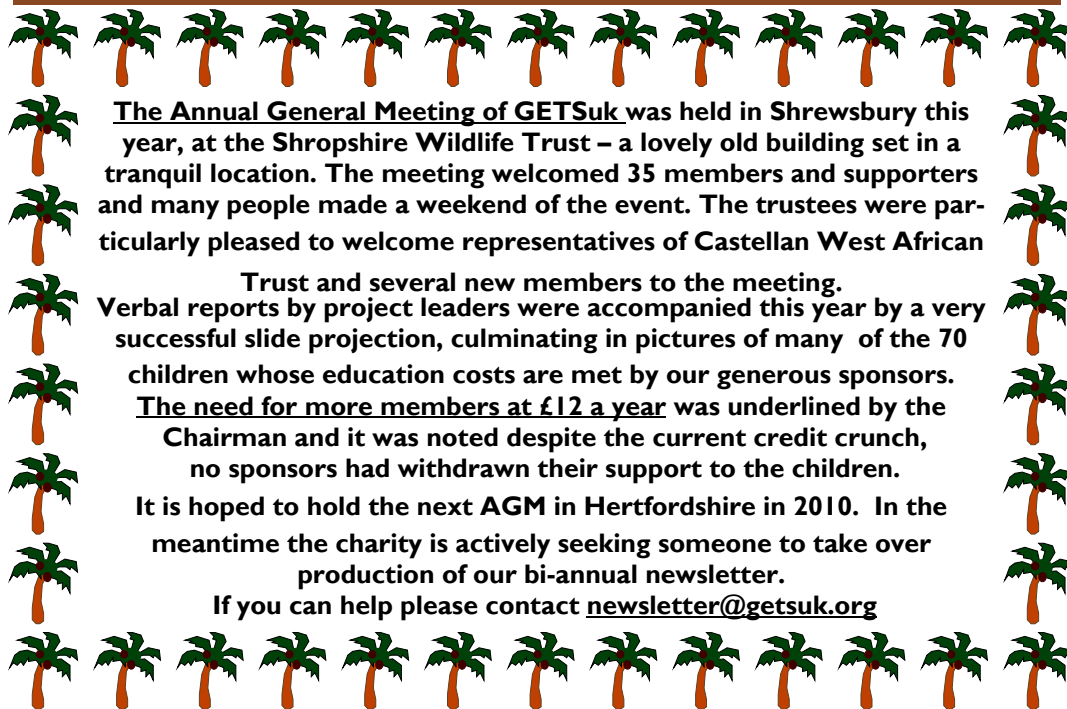 The Annual General Meeting of GETSuk was held in Shrewsbury this
year, at the Shropshire Wildlife Trust – a lovely old building set in a
tranquil location. The meeting welcomed 35 members and supporters
and many people made a weekend of the event. The trustees were par-
ticularly pleased to welcome representatives of Castellan West African
Trust and several new members to the meeting.
Verbal reports by project leaders were accompanied this year by a very
successful slide projection, culminating in pictures of many  of the 70
children whose education costs are met by our generous sponsors.
The need for more members at £12 a year was underlined by the
Chairman and it was noted despite the current credit crunch,
no sponsors had withdrawn their support to the children.
It is hoped to hold the next AGM in Hertfordshire in 2010.  In the
meantime the charity is actively seeking someone to take over
production of our bi-annual newsletter.
If you can help please contact newsletter@getsuk.org